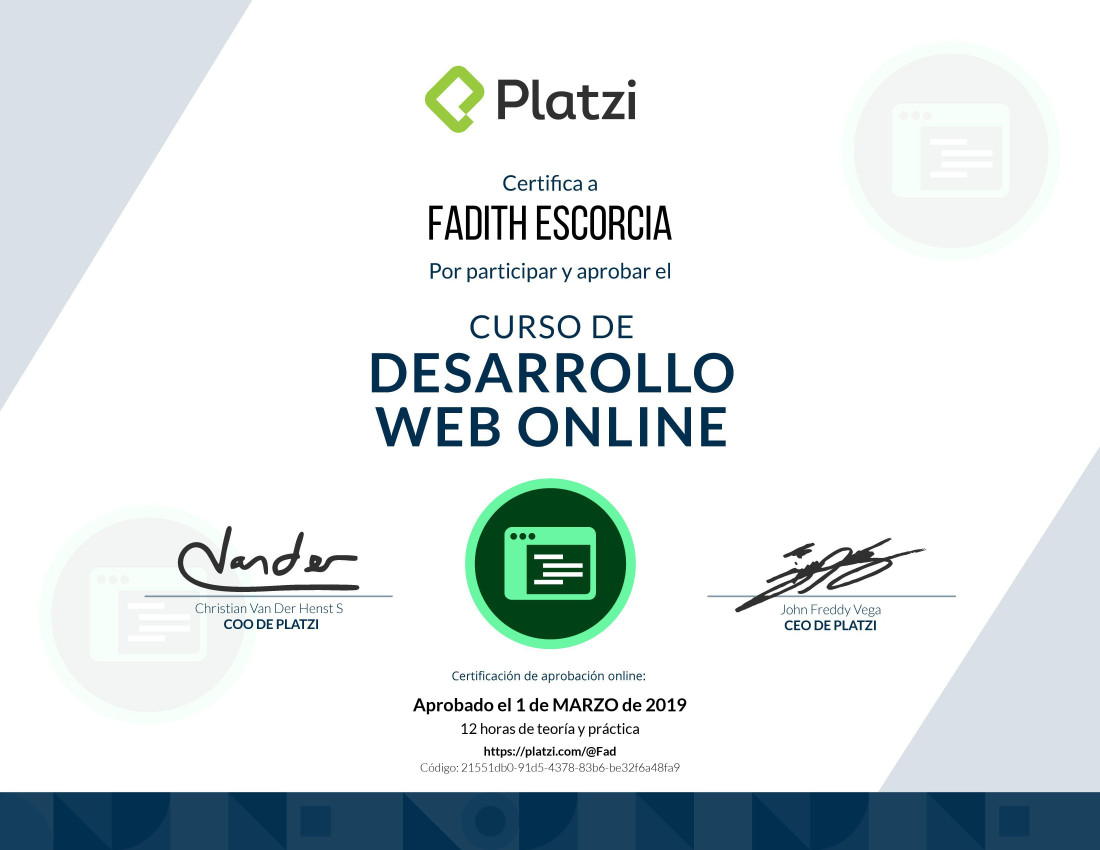 Platzi
Certifica a
FADITH ESCORCIA
Por participar y aprobar el
CURSO DE
DESARROLLO
WEB ONLINE
Vander
Christian Van Der Henst S
COO DE PLATZI
John Freddy Vega
CEO DE PLATZI
Certificación de aprobación online:
Aprobado el 1 de MARZO de 2019
12 horas de teoría y práctica
https://platzi.com/@Fad
Código: 21551db0-91d5-4378-83b6-be32f6a48fa9